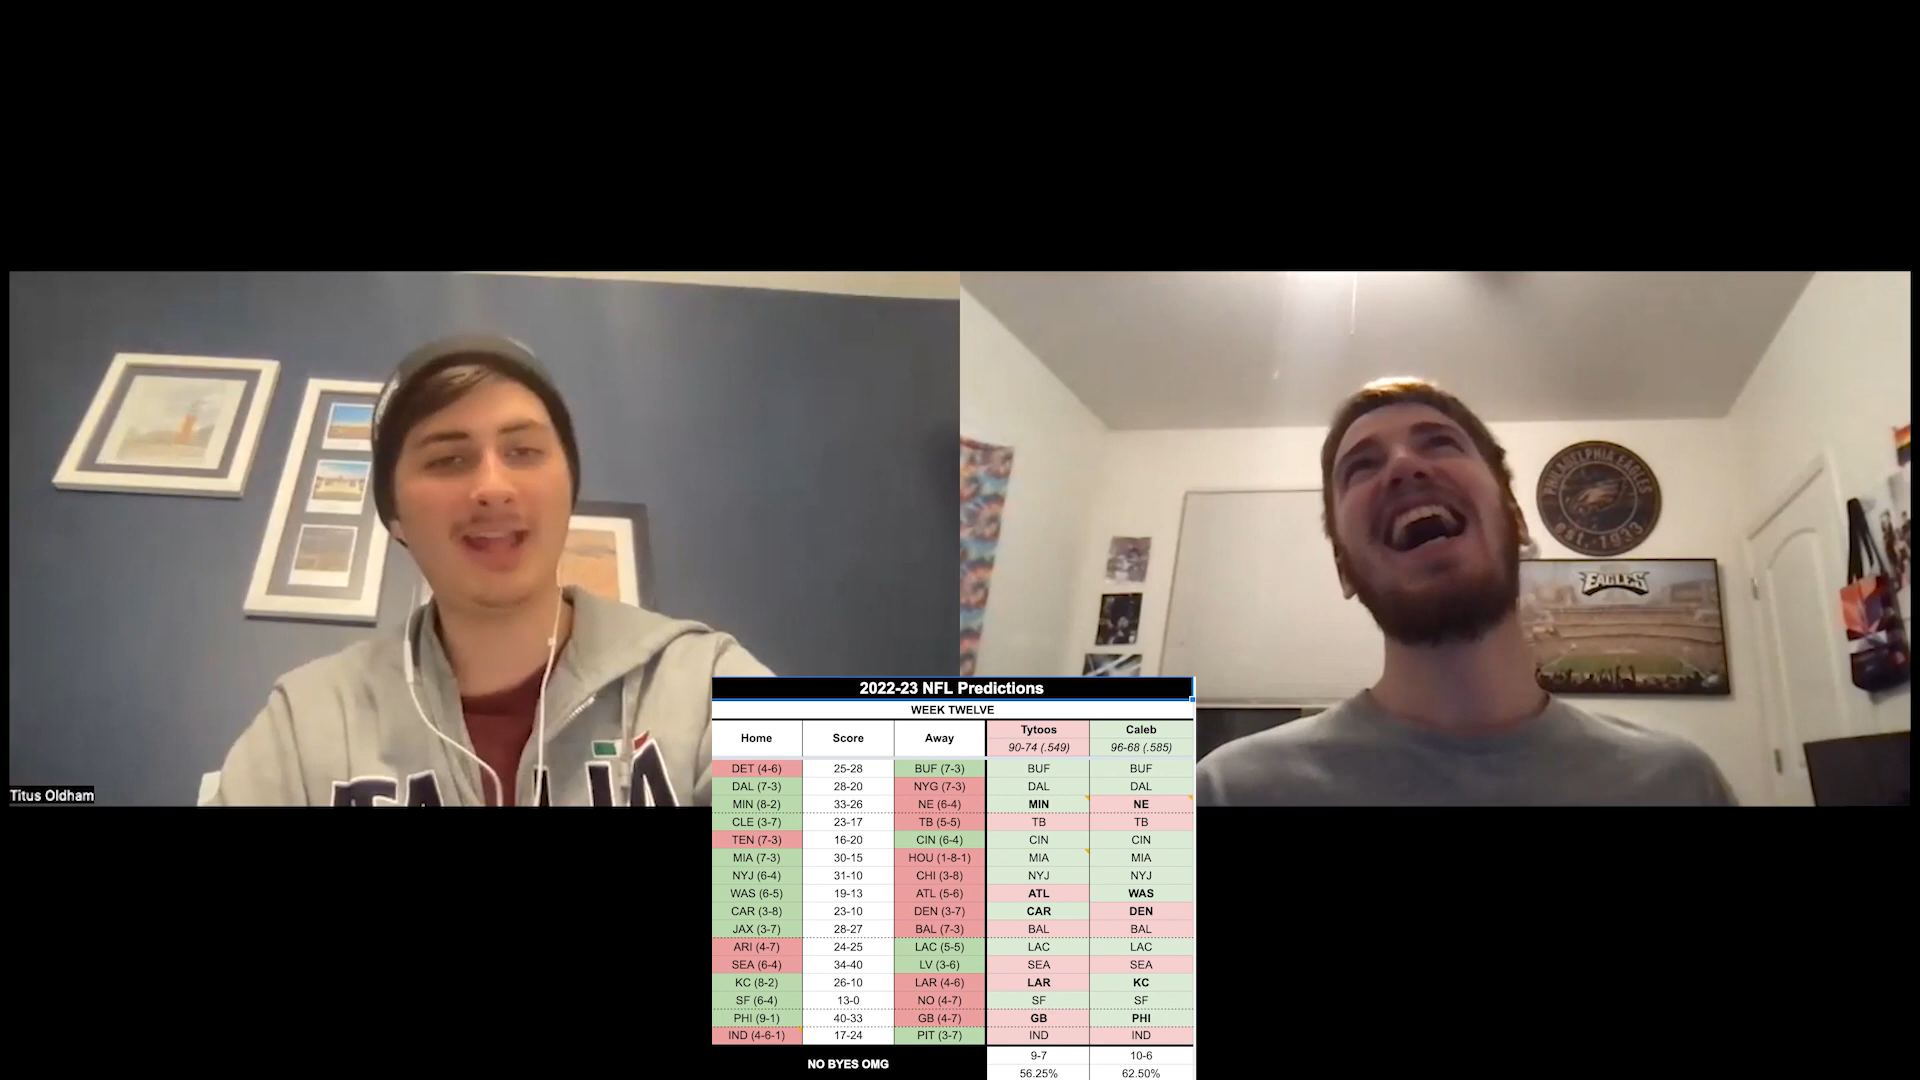 PHILADELPHIA EAGLES
est. 1933
EAGLES
ITALIA
Titus Oldham
2022-23 NFL Predictions
WEEK TWELVE
Home Score Away Tytoos Caleb
90-74 (.549) 96-68 (.585)
DET (4-6) 25-28 BUF (7-3) BUF BUF
DAL (7-3) 28-20 NYG (7-3) DAL DAL
MIN (8-2) 33-26 NE (6-4) MIN NE
CLE (3-7) 23-17 TB (5-5) TB TB
TEN (7-3) 16-20 CIN (6-4) CIN CIN
MIA (7-3) 30-15 HOU (1-8-1) MIA MIA
NYJ (6-4) 31-10 CHI (3-8) NYJ NYJ
WAS (6-5) 19-13 ATL (5-6) ATL WAS
CAR (3-8) 23-10 DEN (3-7) CAR DEN
JAX (3-7) 28-27 BAL (7-3) BAL BAL
ARI (4-7) 24-25 LAC (5-5) LAC LAC
SEA (6-4) 34-40 LV (3-6) SEA SEA
KC (8-2) 26-10 LAR (4-6) LAR KC
SF (6-4) 13-0 NO (4-7) SF SF
PHI (9-1) 40-33 GB (4-7) GB PHI
IND (4-6-1) 17-24 PIT (3-7) IND IND
NO BYES OMG
9-7 10-6
56.25% 62.50%